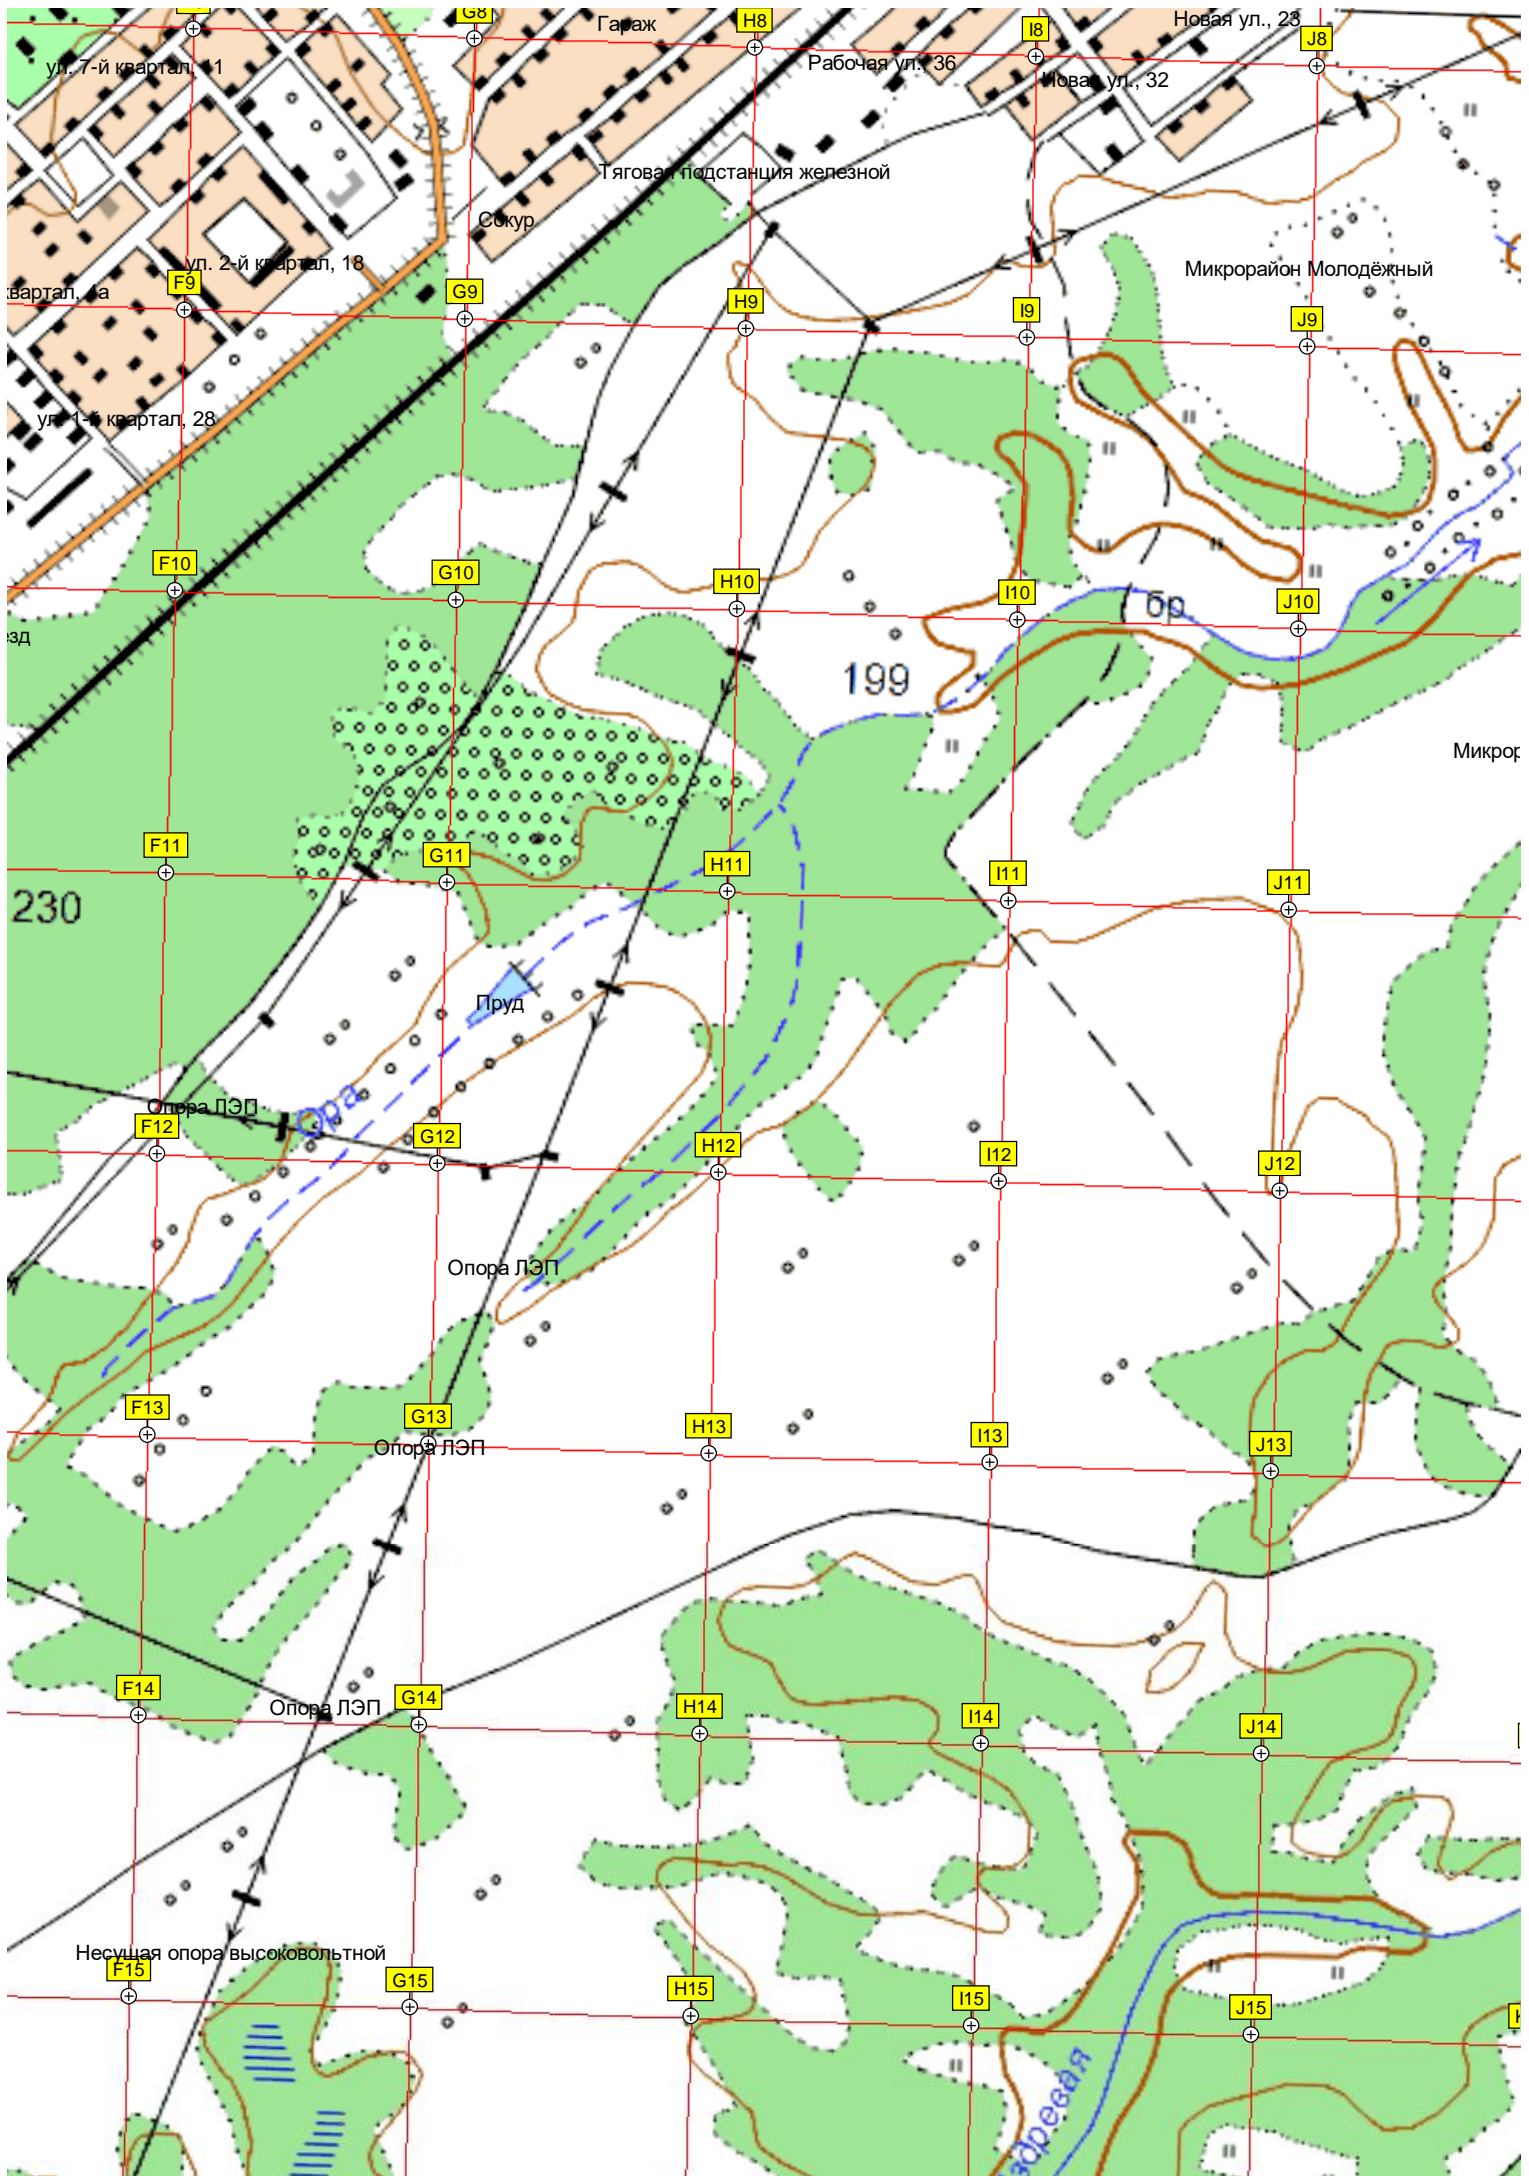 G8
Гараж
H8
I8
Новая ул., 23
J8
ул. 7-й квартал, 11
Рабочая ул., 36
Новая ул., 32
Тяговая подстанция железной
Сокур
ул. 2-й квартал, 18
Микрорайон Молодёжный
F9
G9
H9
I9
J9
квартал, 4а
ул. 1-й квартал, 28
F10
G10
H10
I10
J10
бр
199
F11
G11
H11
I11
J11
230
Пруд
Опора ЛЭП
Ора
F12
G12
H12
I12
J12
Опора ЛЭП
F13
G13
H13
I13
J13
Опора ЛЭП
F14
G14
H14
I14
J14
Опора ЛЭП
Несущая опора высоковольтной
F15
G15
H15
I15
J15